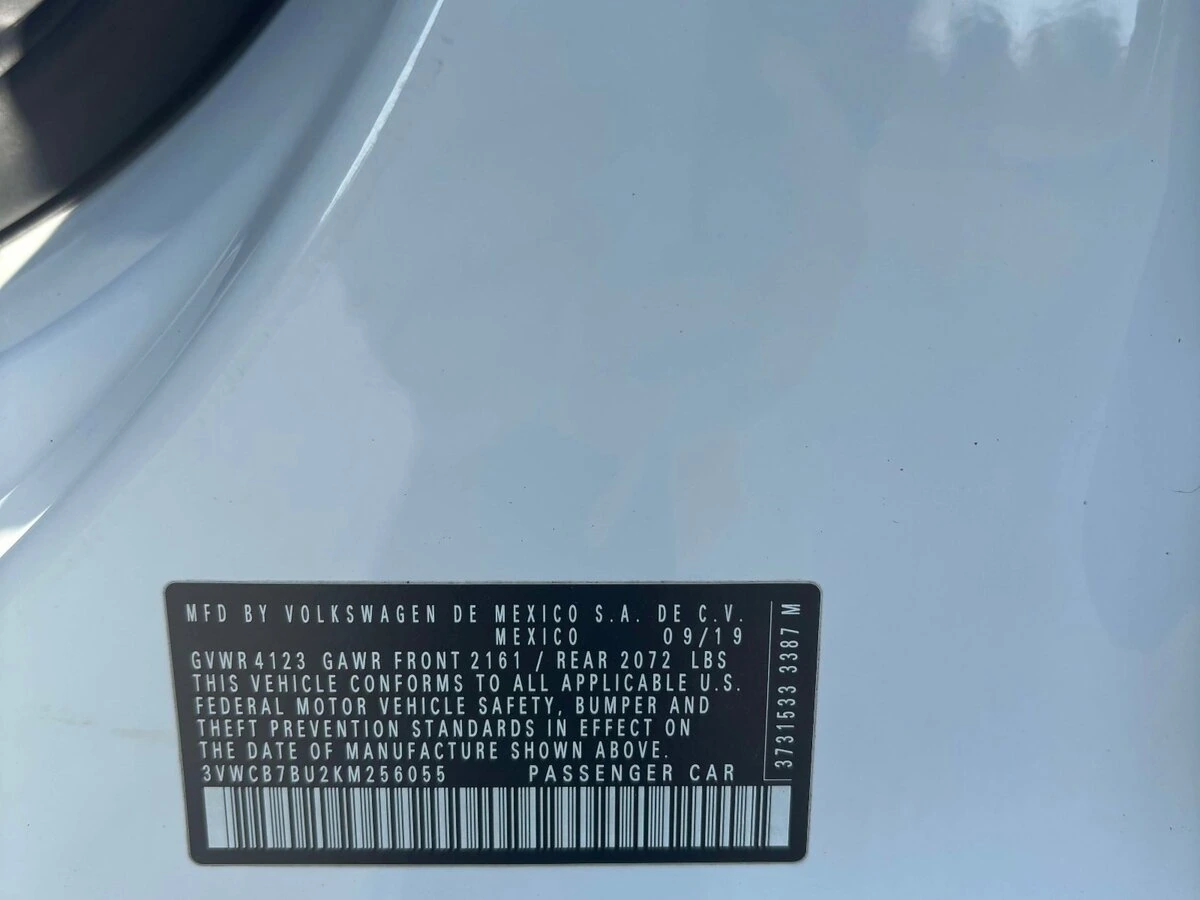 MFD BY VOLKSWAGEN DE MEXICO S.A. DE C.V.
MEXICO 09/19
GVWR 4123 GAWR FRONT 2161 / REAR 2072 LBS
THIS VEHICLE CONFORMS TO ALL APPLICABLE U.S.
FEDERAL MOTOR VEHICLE SAFETY, BUMPER AND
THEFT PREVENTION STANDARDS IN EFFECT ON
THE DATE OF MANUFACTURE SHOWN ABOVE.
3VWCB7BU2KM256055 PASSENGER CAR
3731533 3387 M